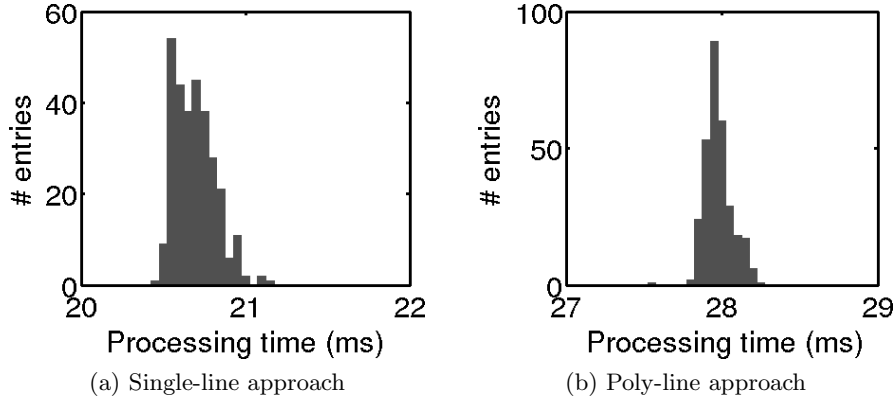 60
40
20
0
20
21
22
# entries
Processing time (ms)
(a) Single-line approach
100
50
0
27
28
29
# entries
Processing time (ms)
(b) Poly-line approach